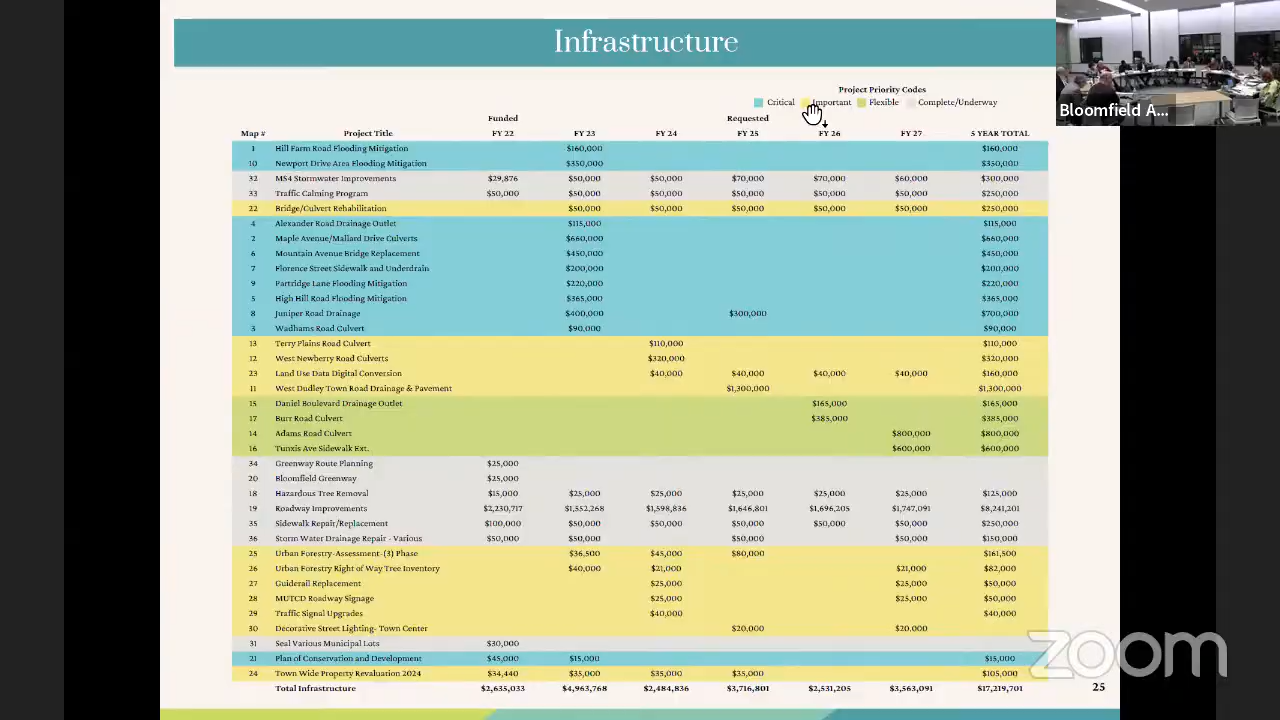 Infrastructure
Bloomfield A...
Project Priority Codes
Critical Important Flexible Complete/Underway
Funded Requested
Map # Project Title FY 22 FY 23 FY 24 FY 25 FY 26 FY 27 5 YEAR TOTAL
1 Hill Farm Road Flooding Mitigation $160,000 $160,000
10 Newport Drive Area Flooding Mitigation $350,000 $350,000
32 MS4 Stormwater Improvements $29,876 $50,000 $50,000 $70,000 $70,000 $60,000 $300,000
33 Traffic Calming Program $50,000 $50,000 $50,000 $50,000 $50,000 $50,000 $250,000
22 Bridge/Culvert Rehabilitation $50,000 $50,000 $50,000 $50,000 $50,000 $250,000
4 Alexander Road Drainage Outlet $115,000 $115,000
2 Maple Avenue/Mallard Drive Culverts $660,000 $660,000
6 Mountain Avenue Bridge Replacement $450,000 $450,000
7 Florence Street Sidewalk and Underdrain $200,000 $200,000
9 Partridge Lane Flooding Mitigation $220,000 $220,000
5 High Hill Road Flooding Mitigation $365,000 $365,000
8 Juniper Road Drainage $400,000 $300,000 $700,000
3 Wadhams Road Culvert $90,000 $90,000
13 Terry Plains Road Culvert $110,000 $110,000
12 West Newberry Road Culverts $320,000 $320,000
23 Land Use Data Digital Conversion $40,000 $40,000 $40,000 $40,000 $160,000
11 West Dudley Town Road Drainage & Pavement $1,300,000 $1,300,000
15 Daniel Boulevard Drainage Outlet $165,000 $165,000
17 Burr Road Culvert $385,000 $385,000
14 Adams Road Culvert $800,000 $800,000
16 Tunxis Ave Sidewalk Ext. $600,000 $600,000
34 Greenway Route Planning $25,000
20 Bloomfield Greenway $25,000
18 Hazardous Tree Removal $15,000 $25,000 $25,000 $25,000 $25,000 $25,000 $125,000
19 Roadway Improvements $2,230,717 $1,552,268 $1,598,836 $1,646,801 $1,696,205 $1,747,091 $8,241,201
35 Sidewalk Repair/Replacement $100,000 $50,000 $50,000 $50,000 $50,000 $50,000 $250,000
36 Storm Water Drainage Repair - Various $50,000 $50,000 $50,000 $50,000 $150,000
25 Urban Forestry-Assessment-(3) Phase $36,500 $45,000 $80,000 $161,500
26 Urban Forestry Right of Way Tree Inventory $40,000 $21,000 $21,000 $82,000
27 Guiderail Replacement $25,000 $25,000 $50,000
28 MUTCD Roadway Signage $25,000 $25,000 $50,000
29 Traffic Signal Upgrades $40,000 $40,000
30 Decorative Street Lighting- Town Center $20,000 $20,000
31 Seal Various Municipal Lots $30,000
21 Plan of Conservation and Development $45,000 $15,000 $15,000
24 Town Wide Property Revaluation 2024 $34,440 $35,000 $35,000 $35,000 $105,000
Total Infrastructure $2,635,033 $4,963,768 $2,484,836 $3,716,801 $2,531,205 $3,563,091 $17,219,701
25
zoom